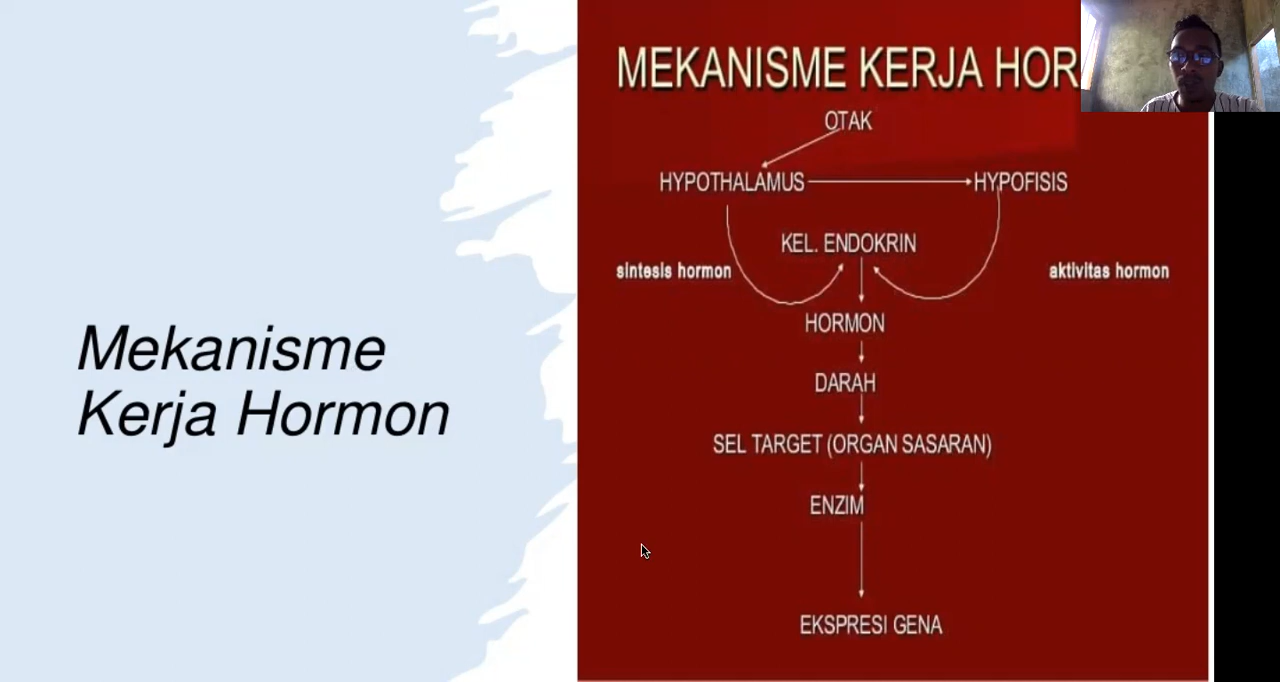 Mekanisme
Kerja Hormon
MEKANISME KERJA HOR
OTAK
HYPOTHALAMUS
HYPOFISIS
KEL. ENDOKRIN
sintesis hormon
aktivitas hormon
HORMON
DARAH
SEL TARGET (ORGAN SASARAN)
ENZIM
EKSPRESI GENA